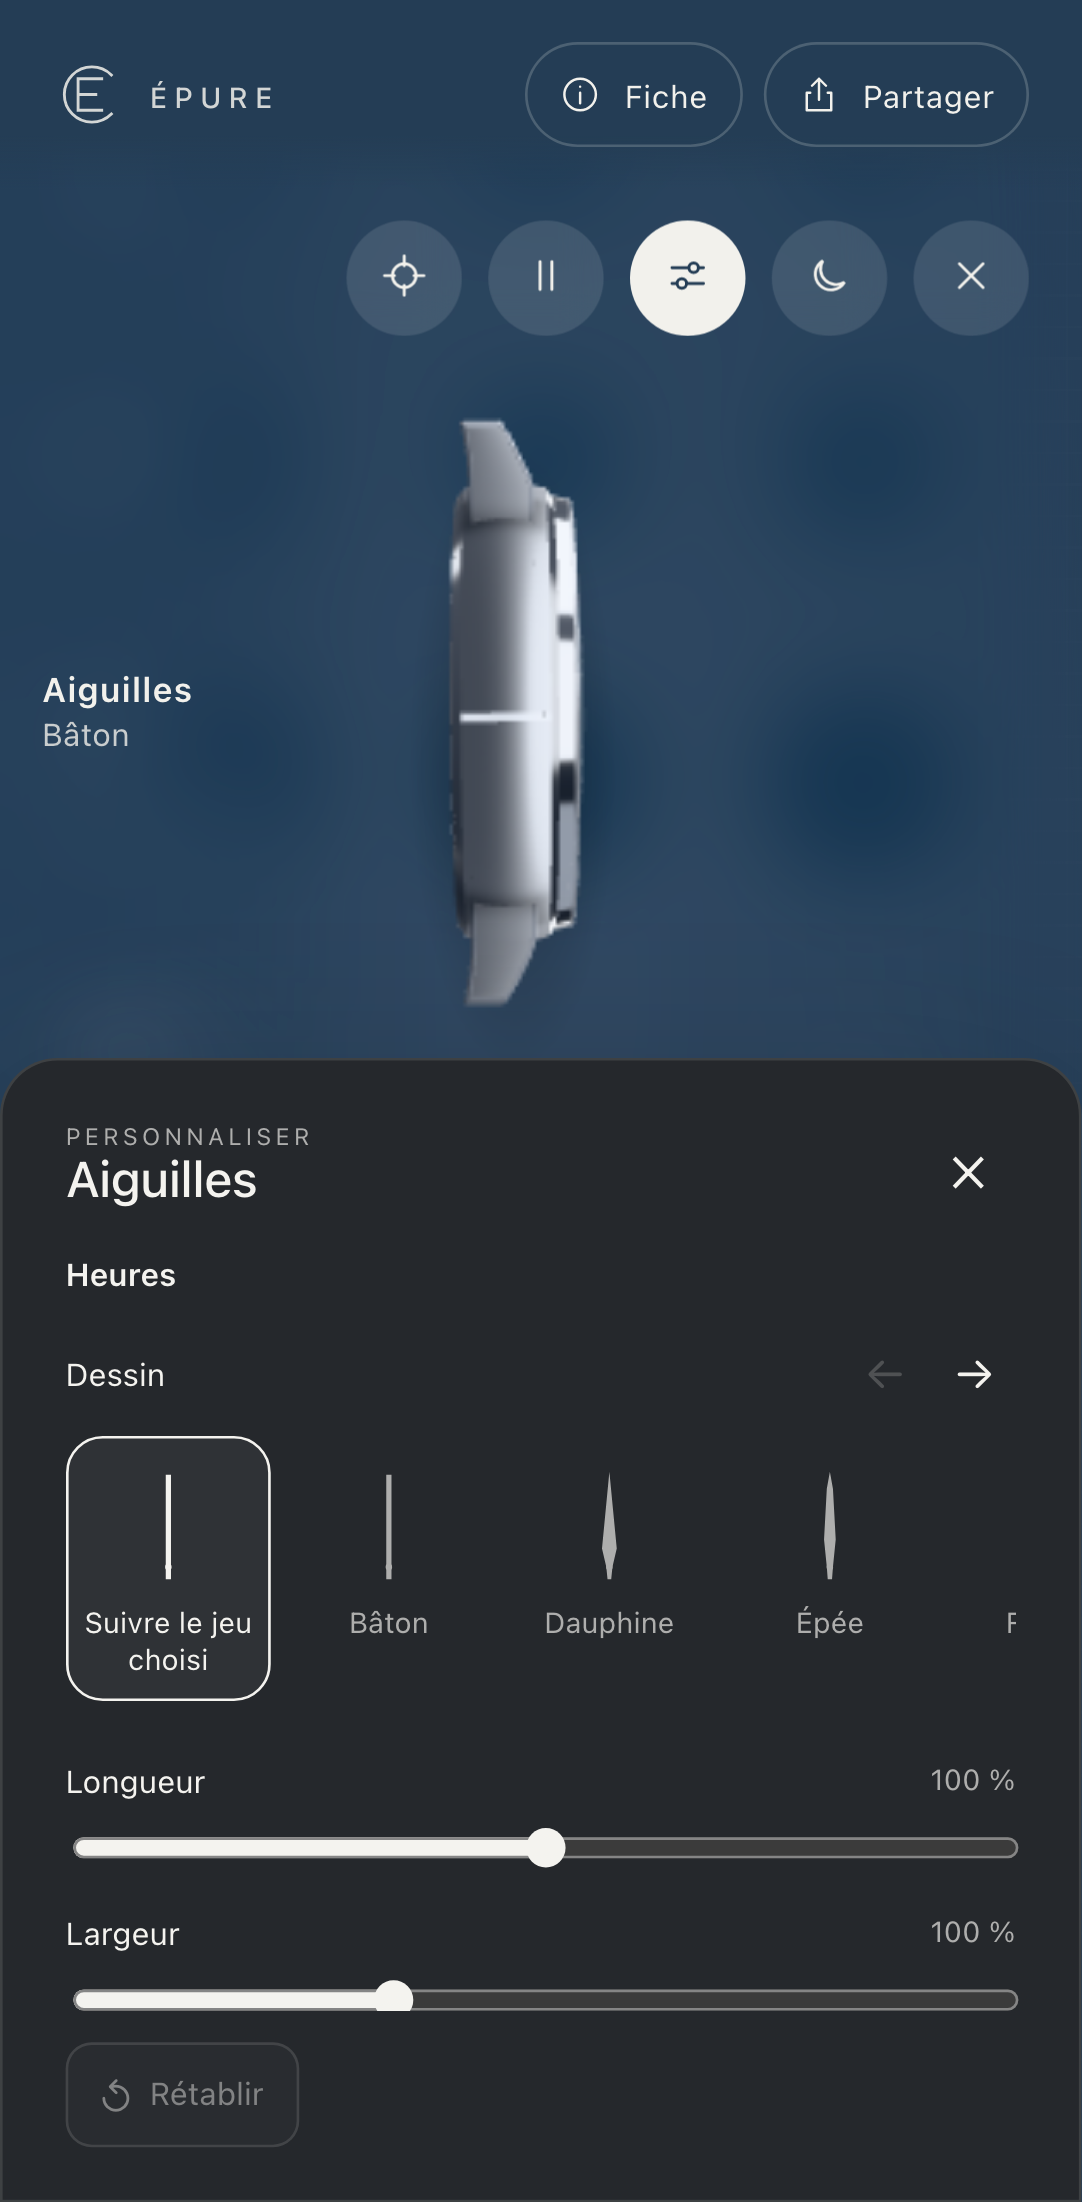 ÉPURE
Fiche
Partager
Aiguilles
Bâton
PERSONNALISER
Aiguilles
Heures
Dessin
Suivre le jeu
choisi
Bâton
Dauphine
Épée
Longueur
100 %
Largeur
100 %
Rétablir